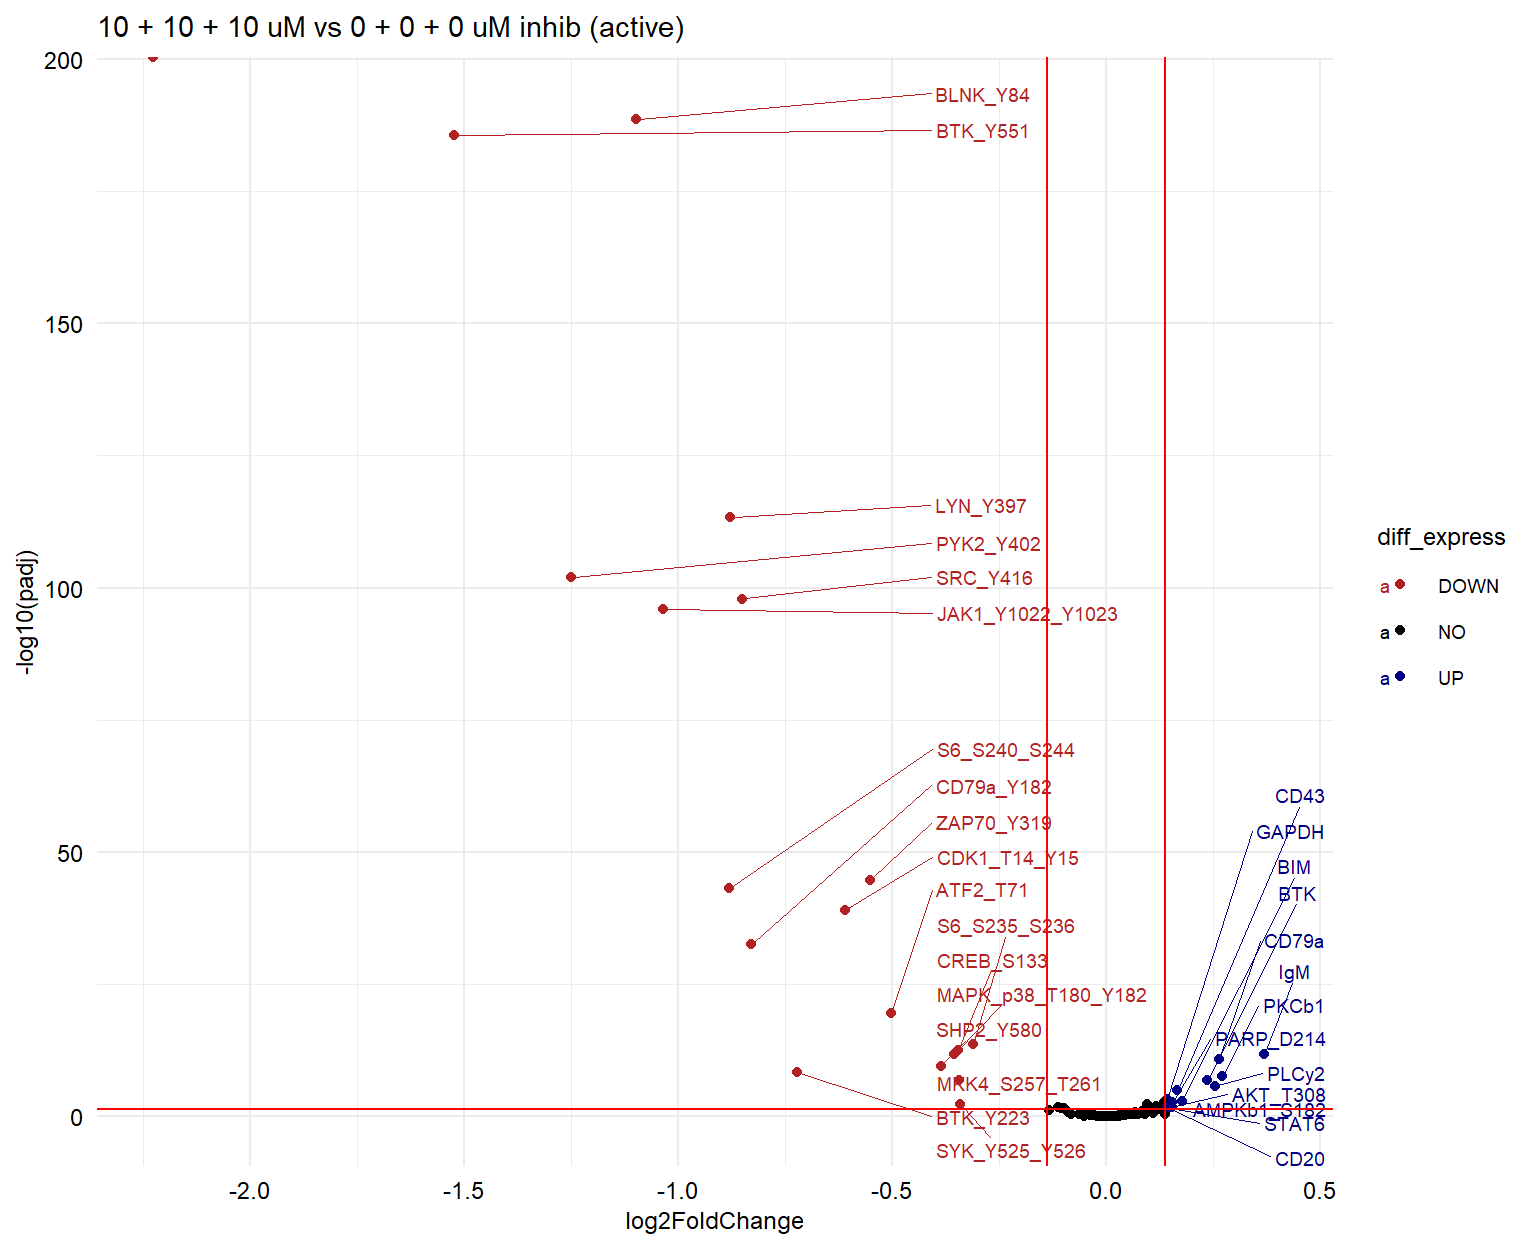 10 + 10 + 10 uM vs 0 + 0 + 0 uM inhib (active)
200
150
100
50
0
-log10(padj)
BLNK_Y84
BTK_Y551
LYN_Y397
PYK2_Y402
SRC_Y416
JAK1_Y1022_Y1023
S6_S240_S244
CD79a_Y182
ZAP70_Y319
CDK1_T14_Y15
ATF2_T71
S6_S235_S236
CREB_S133
MAPK_p38_T180_Y182
SHP2_Y580
MKK4_S257_T261
BTK_Y223
SYK_Y525_Y526
CD43
GAPDH
BIM
BTK
CD79a
IgM
PKCb1
PARP_D214
PLCy2
AKT_T308
AMPKb1_S182
STAT6
CD20
-2.0
-1.5
-1.0
-0.5
0.0
0.5
log2FoldChange
diff_express
a DOWN
a NO
a UP